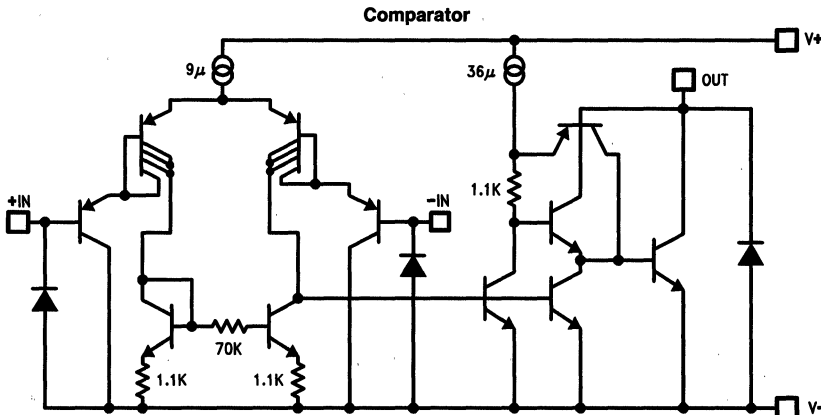 Comparator
V+
9μ
36μ
OUT
1.1K
+IN
-IN
70K
1.1K
1.1K
V-